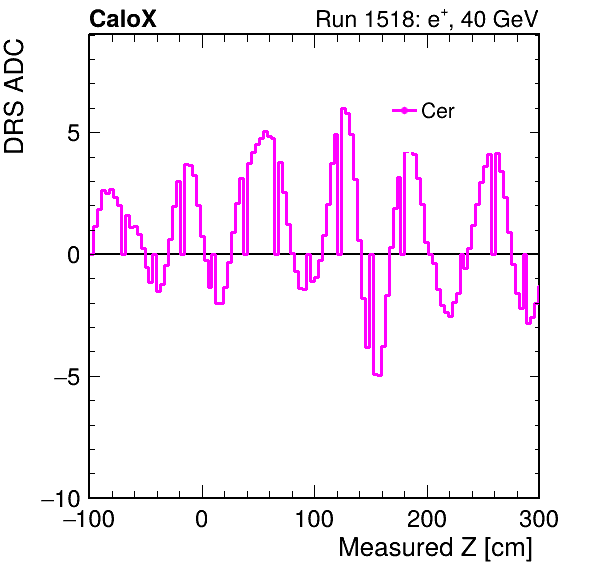 CaloX
Run 1518: e⁺, 40 GeV
DRS ADC
Cer
5
0
−5
−10
−100 0 100 200 300
Measured Z [cm]